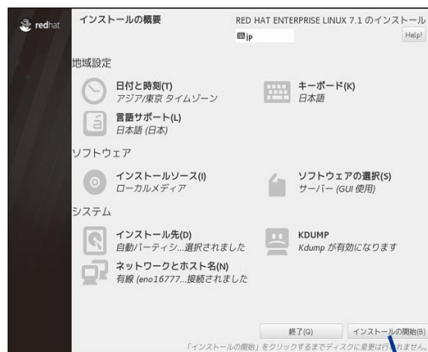 redhat
インストールの概要
RED HAT ENTERPRISE LINUX 7.1 のインストール
jp
Help!
地域設定
日付と時刻(T)
アジア/東京 タイムゾーン
キーボード(K)
日本語
言語サポート(L)
日本語 (日本)
ソフトウェア
インストールソース(I)
ローカルメディア
ソフトウェアの選択(S)
サーバー (GUI 使用)
システム
インストール先(D)
自動パーティシ...選択されました
KDUMP
Kdump が有効になります
ネットワークとホスト名(N)
有線 (eno16777...接続されました
終了(Q)
インストールの開始(B)
「インストールの開始」をクリックするまでディスクに変更は行われません。